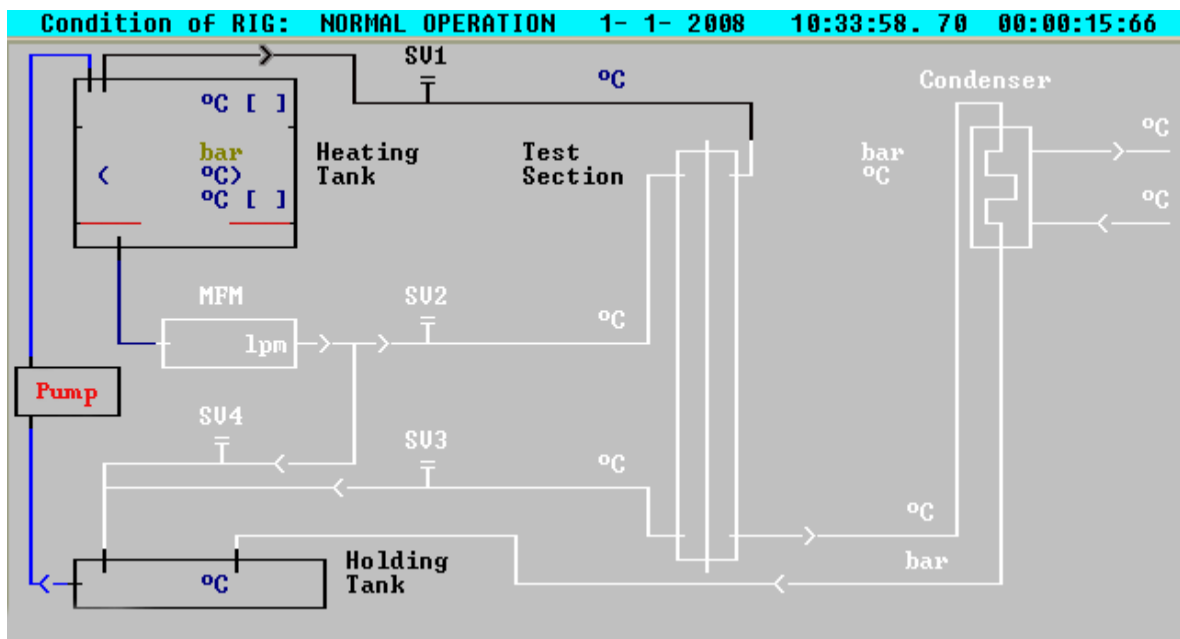 Condition of RIG: NORMAL OPERATION 1- 1- 2008 10:33:58. 70 00:00:15:66
SV1
ºC
Condenser
ºC [ ]
bar
( ºC)
ºC [ ]
Heating
Tank
Test
Section
bar
ºC
ºC
ºC
MFM
lpm
SV2
ºC
Pump
SV4
SV3
ºC
ºC
bar
Holding
Tank
ºC